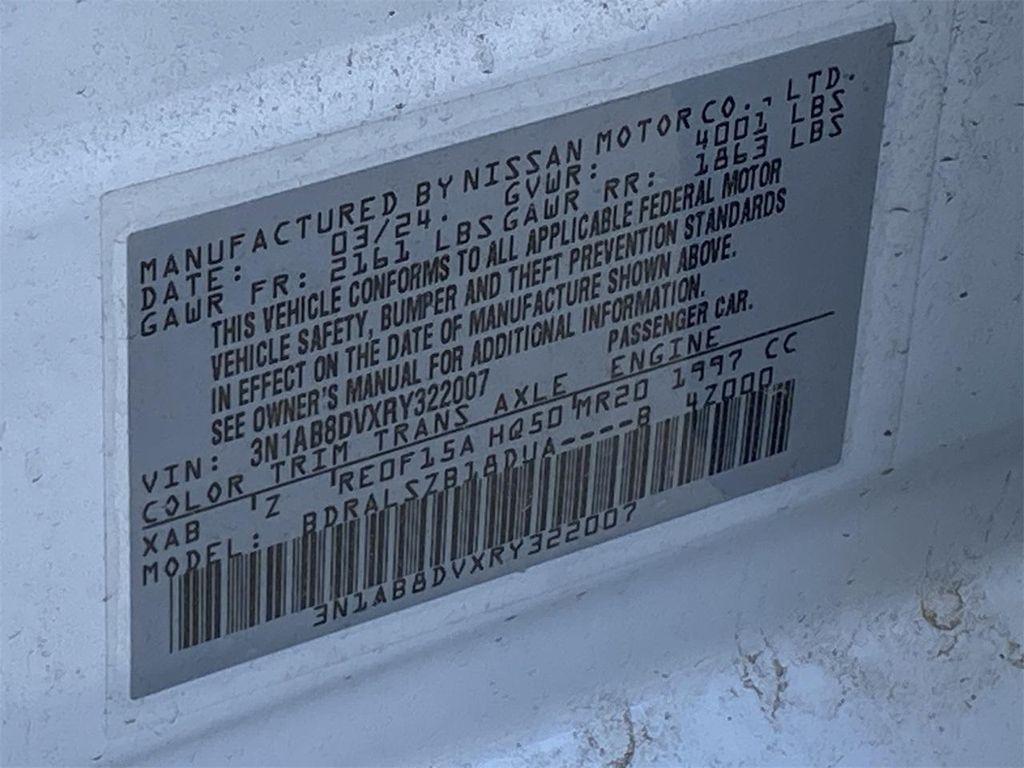 MANUFACTURED BY NISSAN MOTOR CO., LTD.
DATE: 03/24. GVWR: 4001 LBS
GAWR FR: 2161 LBS GAWR RR: 1863 LBS
THIS VEHICLE CONFORMS TO ALL APPLICABLE FEDERAL MOTOR
VEHICLE SAFETY, BUMPER AND THEFT PREVENTION STANDARDS
IN EFFECT ON THE DATE OF MANUFACTURE SHOWN ABOVE.
SEE OWNER'S MANUAL FOR ADDITIONAL INFORMATION.
VIN: 3N1AB8DVXRY322007 PASSENGER CAR.
COLOR TRIM TRANS AXLE ENGINE
XAB Z RE0F15A HQ50 MR20 1997 CC
MODEL: BDRALSZB18DUA----B 4Z000
3N1AB8DVXRY322007